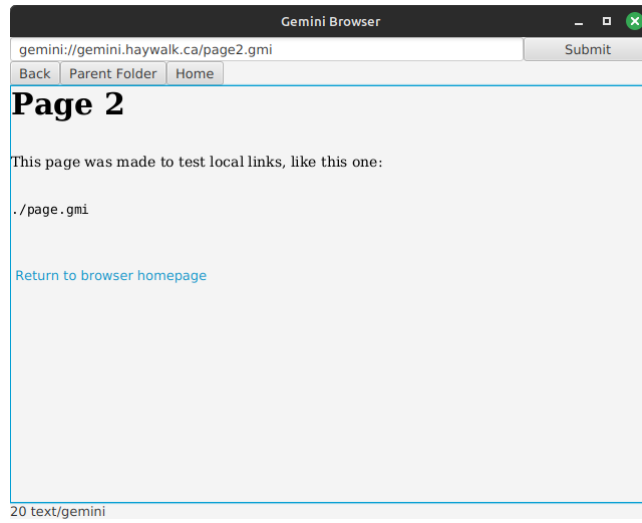 Gemini Browser
gemini://gemini.haywalk.ca/page2.gmi Submit
Back Parent Folder Home
Page 2
This page was made to test local links, like this one:
./page.gmi
Return to browser homepage
20 text/gemini